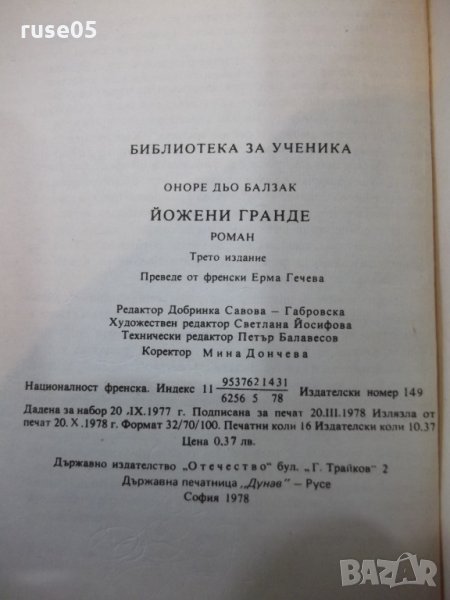 ruse05
БИБЛИОТЕКА ЗА УЧЕНИКА
ОНОРЕ ДЬО БАЛЗАК
ЙОЖЕНИ ГРАНДЕ
РОМАН
Трето издание
Преведе от френски Ерма Гечева
Редактор Добринка Савова – Габровска
Художествен редактор Светлана Йосифова
Технически редактор Петър Балавесов
Коректор Мина Дончева
9537621431
Националност френска. Индекс 11 Издателски номер 149
6256 5 78
Дадена за набор 20 .IX.1977 г. Подписана за печат 20.III.1978 Излязла от
печат 20. X .1978 г. Формат 32/70/100. Печатни коли 16 Издателски коли 10.37
Цена 0.37 лв.
Държавно издателство „Отечество” бул. „Г. Трайков” 2
Държавна печатница „Дунав” – Русе
София 1978
BAZAR